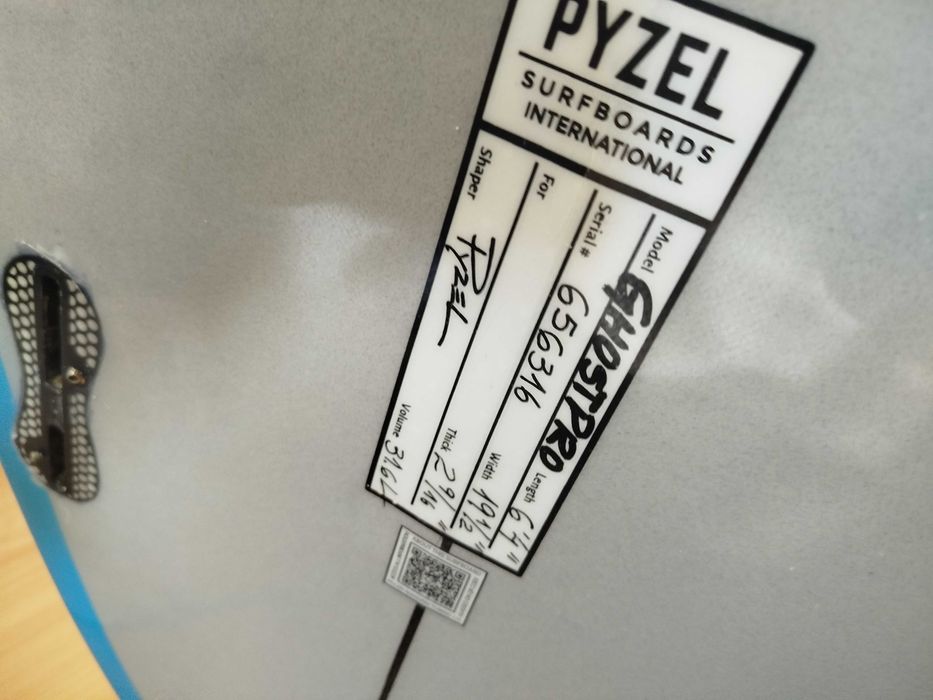 PYZEL
SURFBOARDS
INTERNATIONAL
Model GHOST PRO Length 6'4"
Serial # 656316 Width 19 1/2"
For Thick 2 9/16"
Shaper PYZEL Volume 31.6L